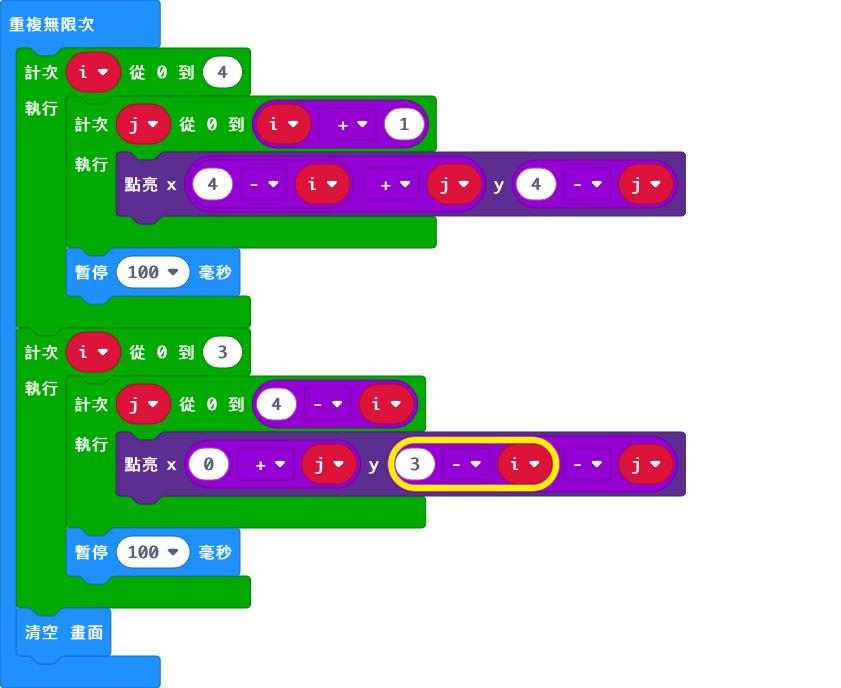 重複無限次
計次 i 從 0 到 4
執行
計次 j 從 0 到 i + 1
執行
點亮 x 4 - i + j y 4 - j
暫停 100 毫秒
計次 i 從 0 到 3
執行
計次 j 從 0 到 4 - i
執行
點亮 x 0 + j y 3 - i - j
暫停 100 毫秒
清空 畫面